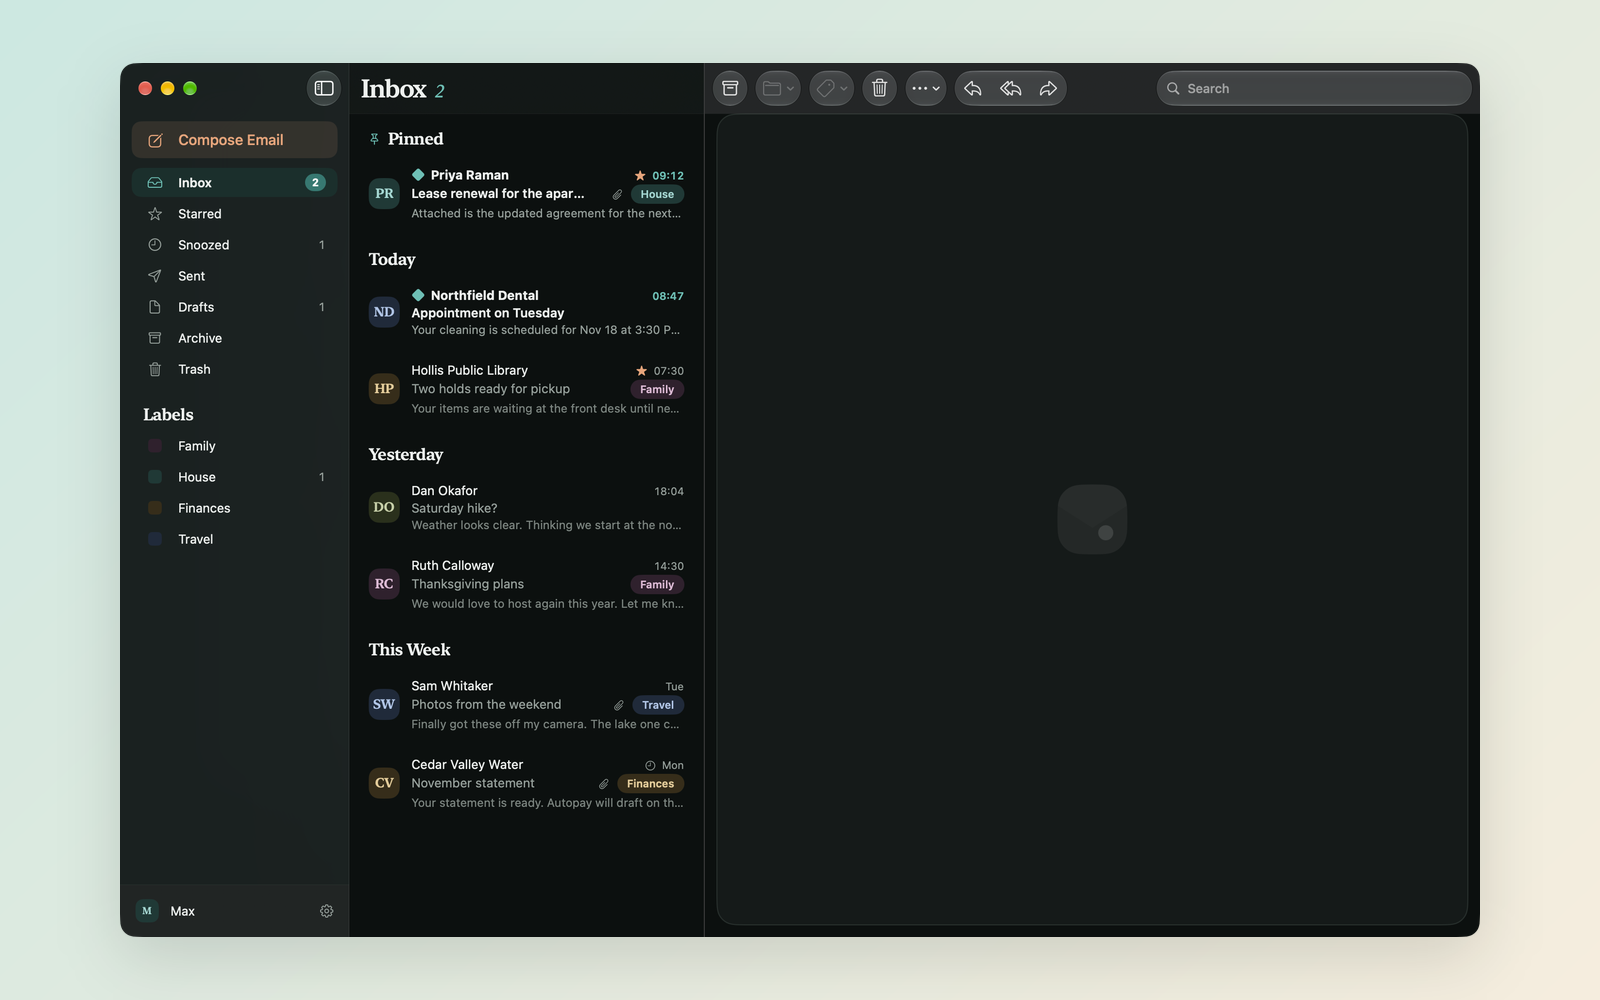 Compose Email
Inbox 2
Starred
Snoozed 1
Sent
Drafts 1
Archive
Trash
Labels
Family
House 1
Finances
Travel
M Max
Inbox 2
Pinned
PR
Priya Raman 09:12
Lease renewal for the apar... House
Attached is the updated agreement for the next...
Today
ND
Northfield Dental 08:47
Appointment on Tuesday
Your cleaning is scheduled for Nov 18 at 3:30 P...
HP
Hollis Public Library 07:30
Two holds ready for pickup Family
Your items are waiting at the front desk until ne...
Yesterday
DO
Dan Okafor 18:04
Saturday hike?
Weather looks clear. Thinking we start at the no...
RC
Ruth Calloway 14:30
Thanksgiving plans Family
We would love to host again this year. Let me kn...
This Week
SW
Sam Whitaker Tue
Photos from the weekend Travel
Finally got these off my camera. The lake one c...
CV
Cedar Valley Water Mon
November statement Finances
Your statement is ready. Autopay will draft on th...
Search